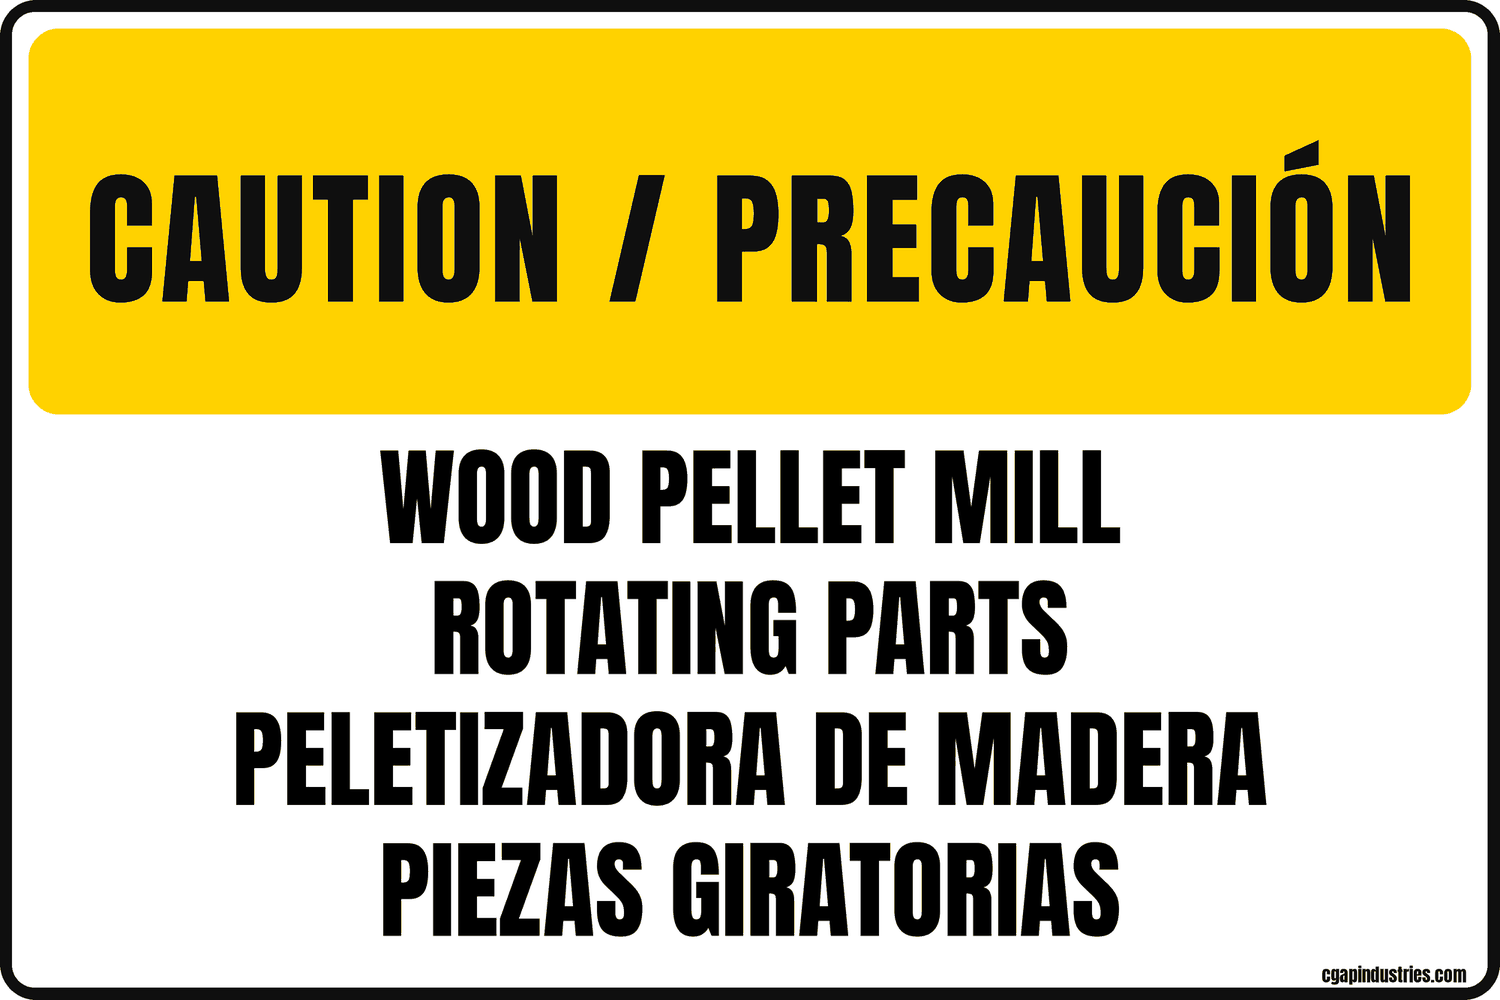 CAUTION / PRECAUCIÓN
WOOD PELLET MILL
ROTATING PARTS
PELETIZADORA DE MADERA
PIEZAS GIRATORIAS
cgapindustries.com